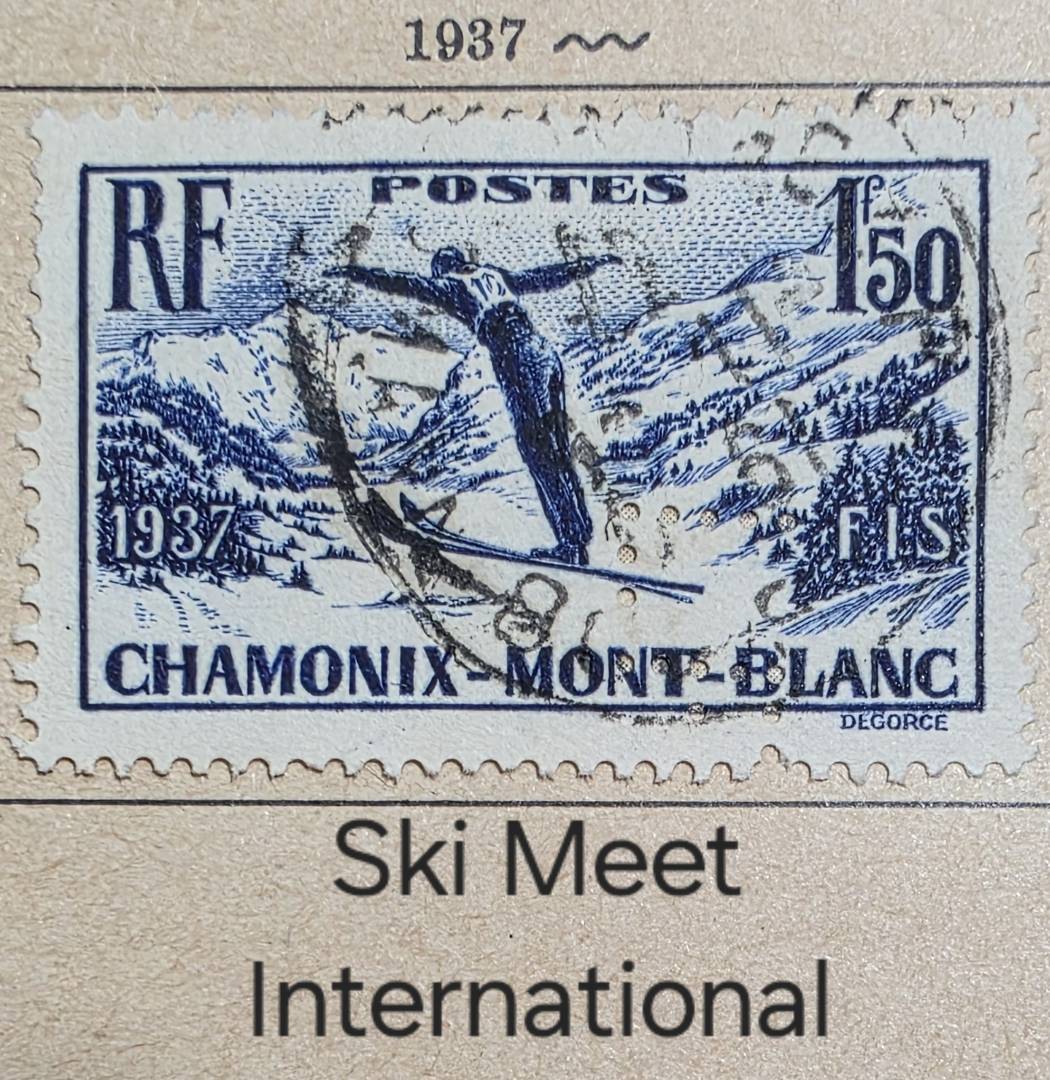 1937
RF POSTES 1f50
1937 FIS
CHAMONIX-MONT-BLANC
DEGORCE
Ski Meet
International